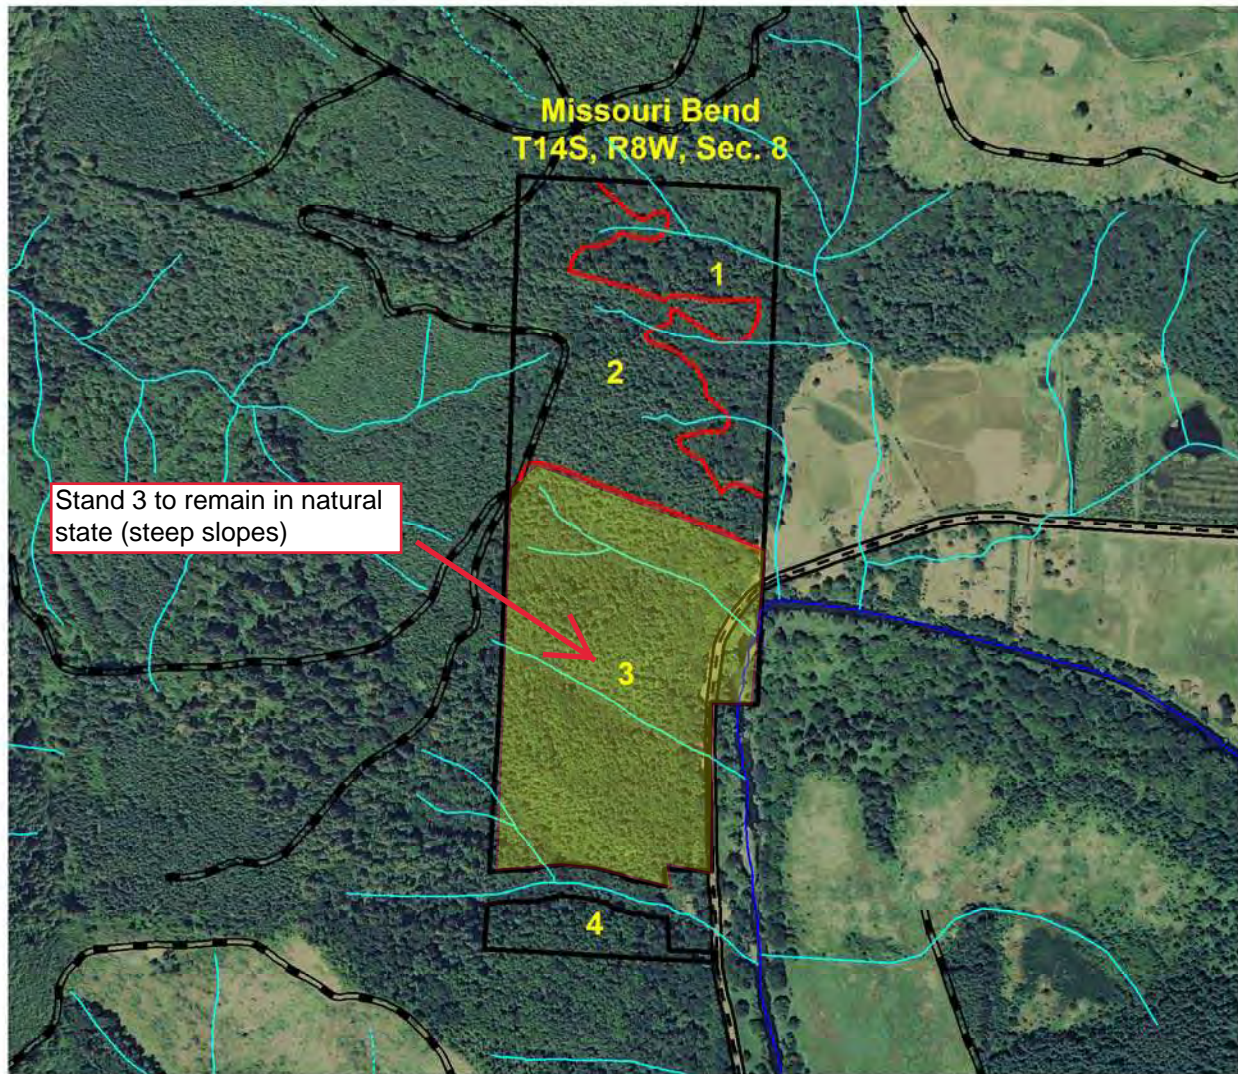 Missouri Bend
T14S, R8W, Sec. 8
1
2
Stand 3 to remain in natural
state (steep slopes)
3
4